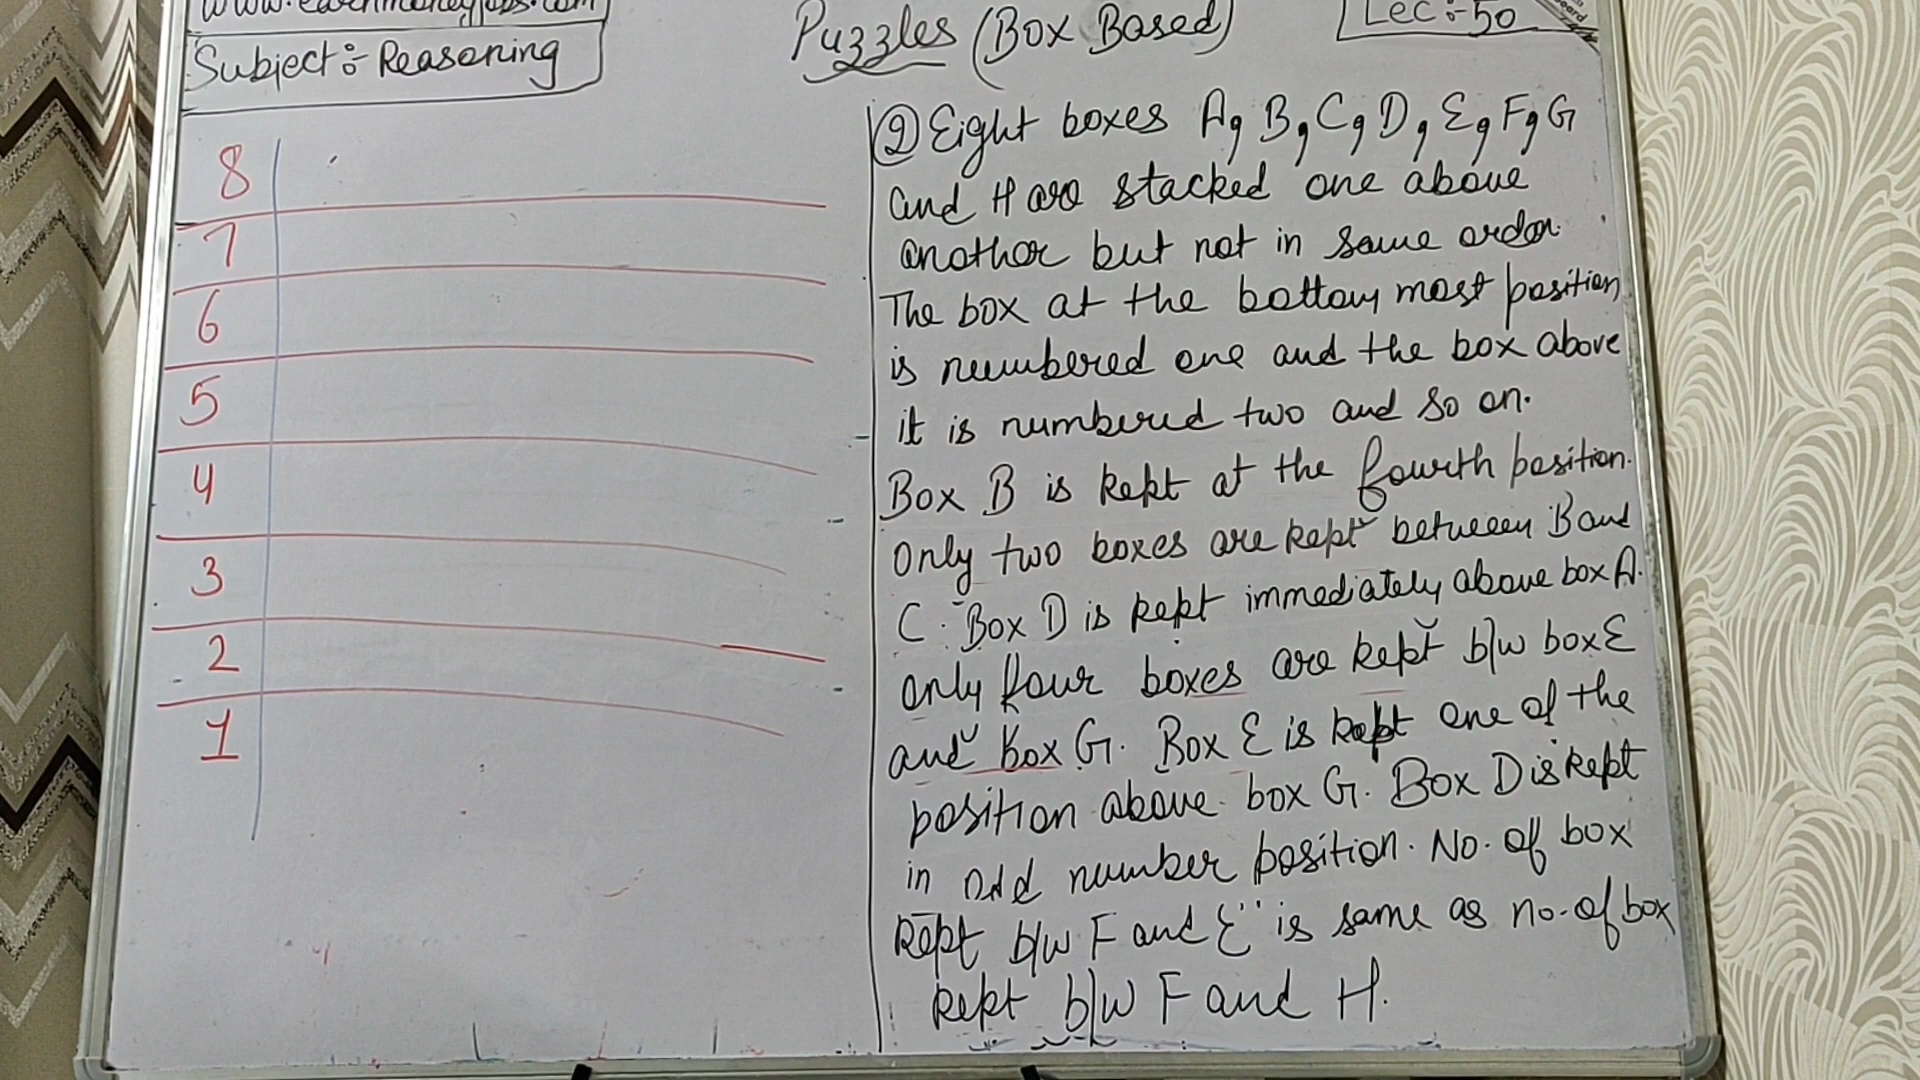 www.earnmoneyjobs.com
Subject:- Reasoning
Puzzles (Box Based)
Lec:-50
board
8
7
6
5
4
3
2
1
② Eight boxes A, B, C, D, E, F, G
and H are stacked one above
another but not in same order.
The box at the bottom most position
is numbered one and the box above
it is numbered two and so on.
Box B is kept at the fourth position.
Only two boxes are kept between B and
C. Box D is kept immediately above box A.
only four boxes are kept b/w box E
and box G. Box E is kept one of the
position above box G. Box D is kept
in odd number position. No. of box
kept b/w F and E is same as no. of box
kept b/w F and H.